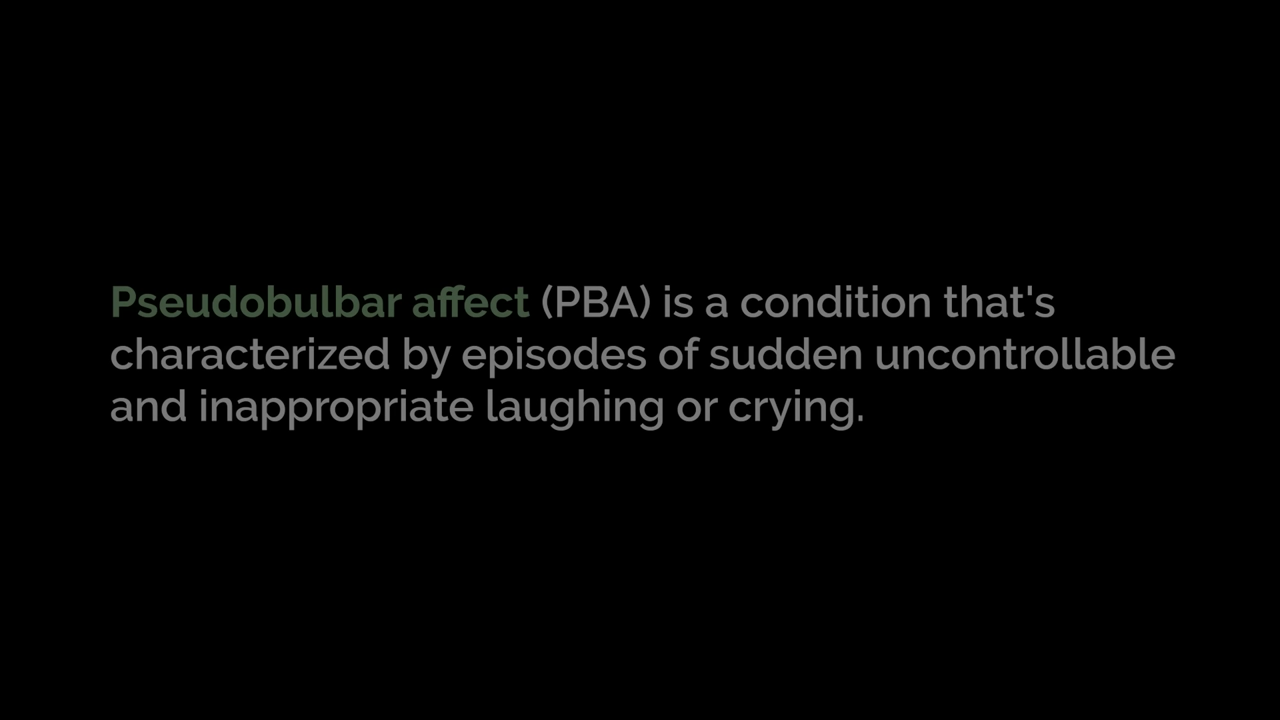 Pseudobulbar affect (PBA) is a condition that's
characterized by episodes of sudden uncontrollable
and inappropriate laughing or crying.